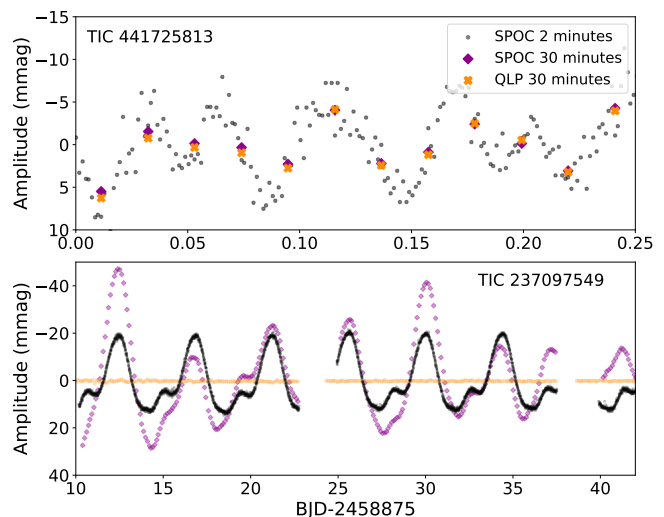 TIC 441725813
SPOC 2 minutes
SPOC 30 minutes
QLP 30 minutes
Amplitude (mmag)
−15
−10
−5
0
5
10
0.00 0.05 0.10 0.15 0.20 0.25
TIC 237097549
Amplitude (mmag)
−40
−20
0
20
40
10 15 20 25 30 35 40
BJD-2458875